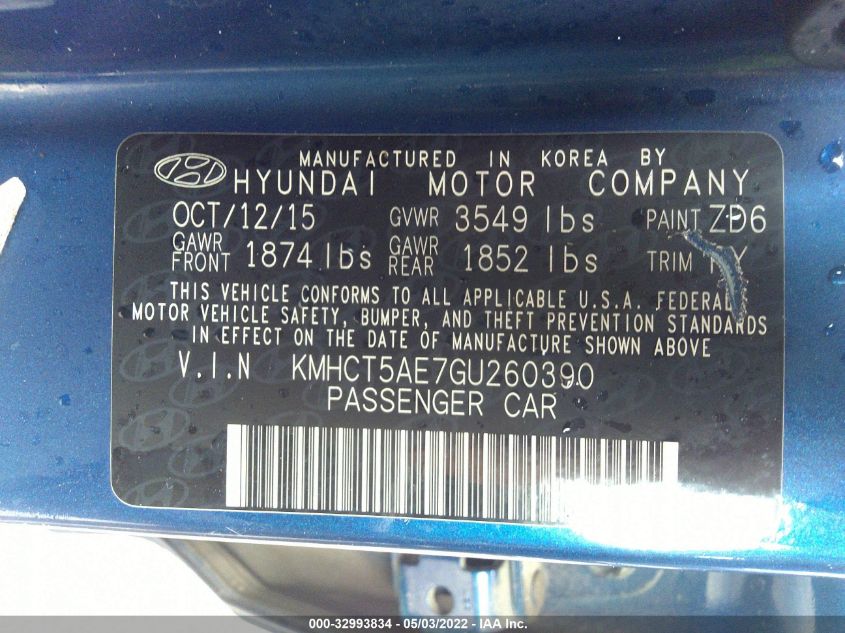 MANUFACTURED IN KOREA BY
HYUNDAI MOTOR COMPANY
OCT/12/15 GVWR 3549 lbs PAINT ZD6
GAWR FRONT 1874 lbs GAWR REAR 1852 lbs TRIM
THIS VEHICLE CONFORMS TO ALL APPLICABLE U.S.A. FEDERAL
MOTOR VEHICLE SAFETY, BUMPER, AND THEFT PREVENTION STANDARDS
IN EFFECT ON THE DATE OF MANUFACTURE SHOWN ABOVE
V.I.N KMHCT5AE7GU260390
PASSENGER CAR
000-32993834 - 05/03/2022 - IAA Inc.